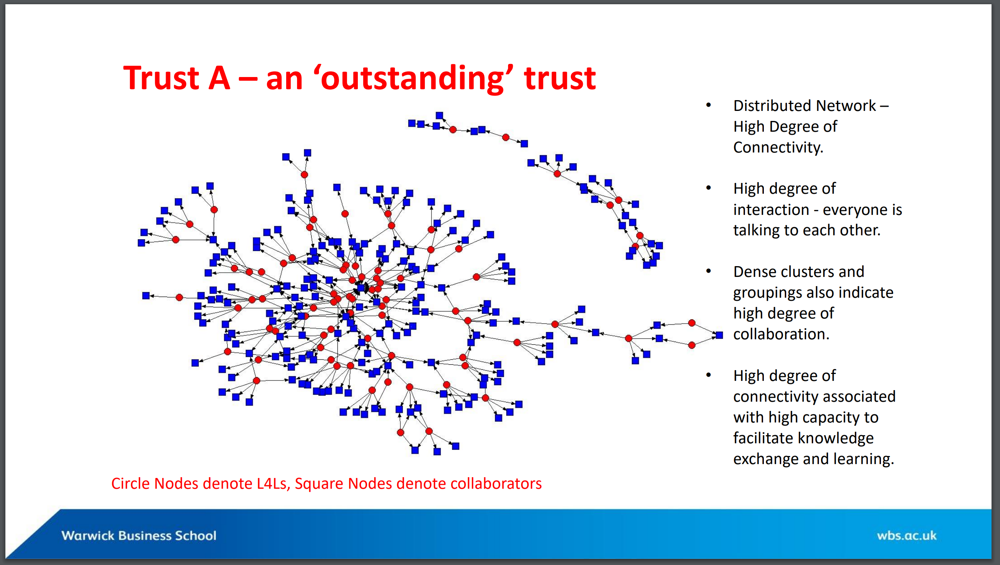 Trust A – an ‘outstanding’ trust
• Distributed Network –
High Degree of
Connectivity.
• High degree of
interaction - everyone is
talking to each other.
• Dense clusters and
groupings also indicate
high degree of
collaboration.
• High degree of
connectivity associated
with high capacity to
facilitate knowledge
exchange and learning.
Circle Nodes denote L4Ls, Square Nodes denote collaborators
Warwick Business School
wbs.ac.uk